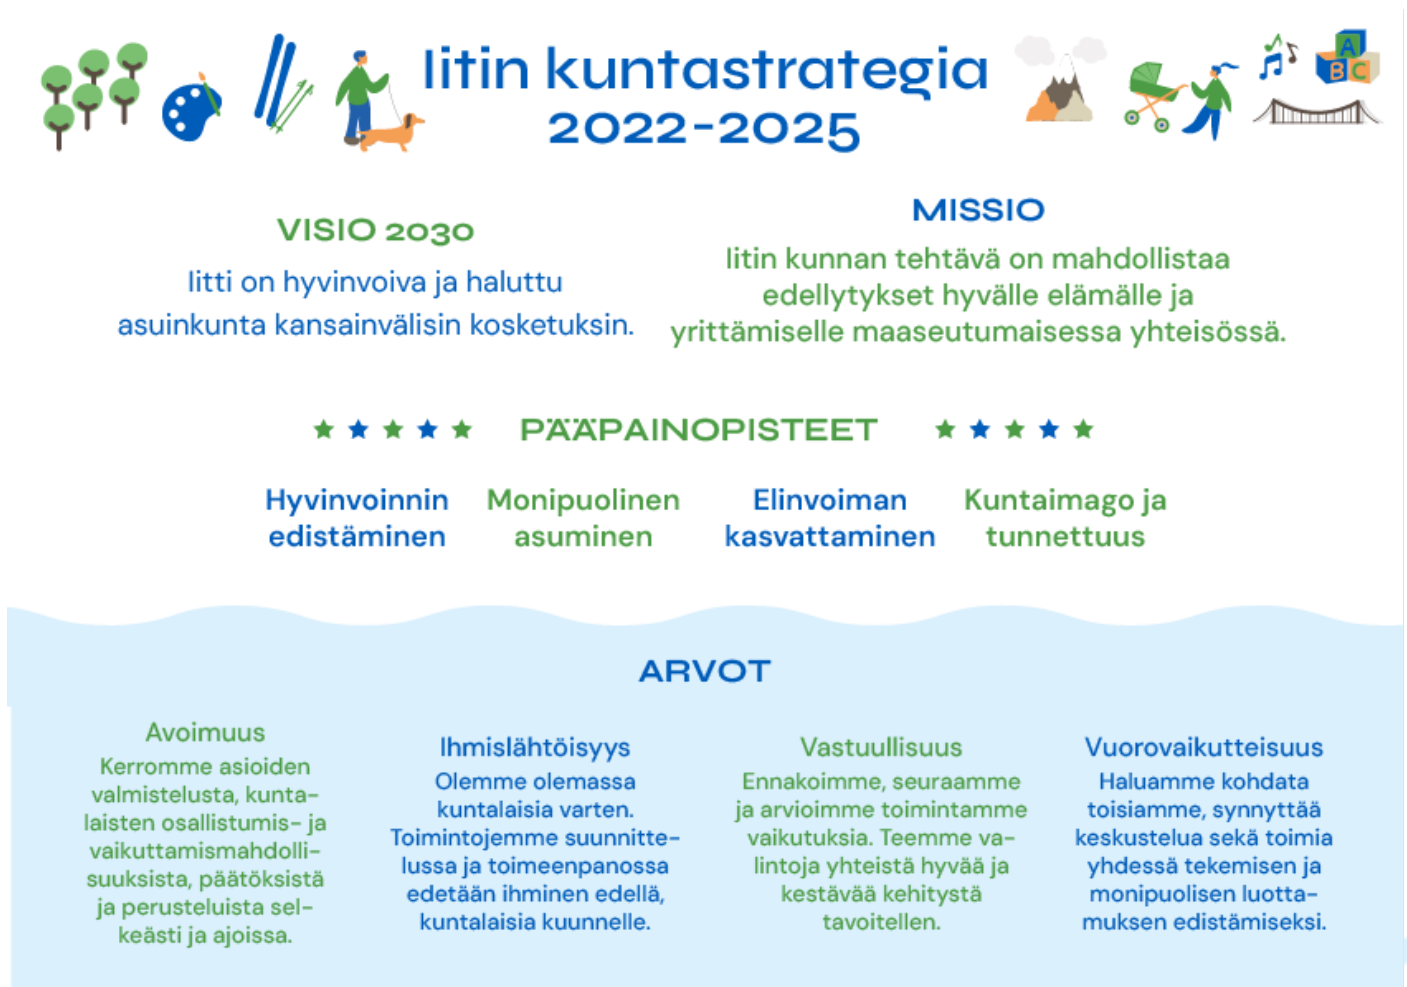 Iitin kuntastrategia
2022-2025
VISIO 2030
Iitti on hyvinvoiva ja haluttu
asuinkunta kansainvälisin kosketuksin.
MISSIO
Iitin kunnan tehtävä on mahdollistaa
edellytykset hyvälle elämälle ja
yrittämiselle maaseutumaisessa yhteisössä.
PÄÄPAINOPISTEET
Hyvinvoinnin
edistäminen
Monipuolinen
asuminen
Elinvoiman
kasvattaminen
Kuntaimago ja
tunnettuus
ARVOT
Avoimuus
Kerromme asioiden
valmistelusta, kunta-
laisten osallistumis- ja
vaikuttamismahdolli-
suuksista, päätöksistä
ja perusteluista sel-
keästi ja ajoissa.
Ihmislähtöisyys
Olemme olemassa
kuntalaisia varten.
Toimintojemme suunnitte-
lussa ja toimeenpanossa
edetään ihminen edellä,
kuntalaisia kuunnelle.
Vastuullisuus
Ennakoimme, seuraamme
ja arvioimme toimintamme
vaikutuksia. Teemme va-
lintoja yhteistä hyvää ja
kestävää kehitystä
tavoitellen.
Vuorovaikutteisuus
Haluamme kohdata
toisiamme, synnyttää
keskustelua sekä toimia
yhdessä tekemisen ja
monipuolisen luotta-
muksen edistämiseksi.
A
B C